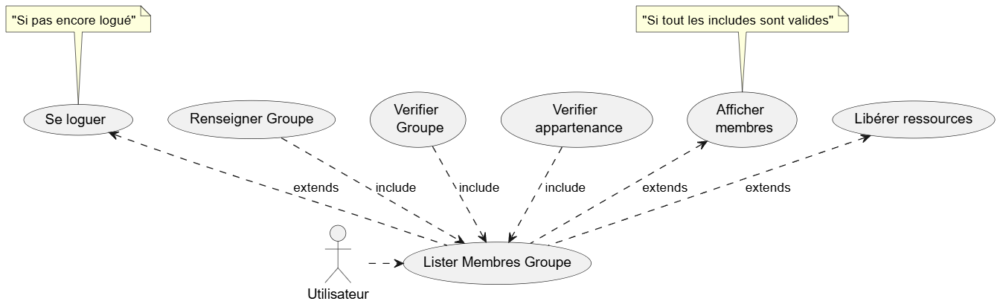 "Si pas encore logué"
"Si tout les includes sont valides"
Se loguer
Renseigner Groupe
Verifier
Groupe
Verifier
appartenance
Afficher
membres
Libérer ressources
extends
include
include
include
extends
extends
Lister Membres Groupe
Utilisateur